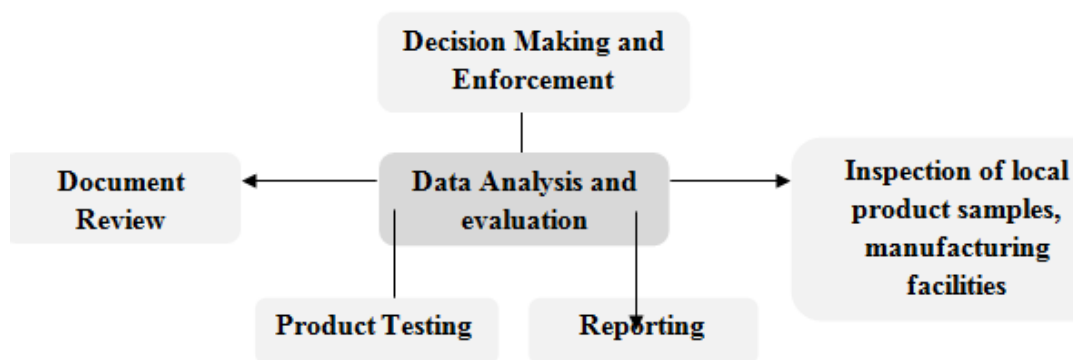 Decision Making and
Enforcement
Document
Review
Data Analysis and
evaluation
Inspection of local
product samples,
manufacturing
facilities
Product Testing
Reporting